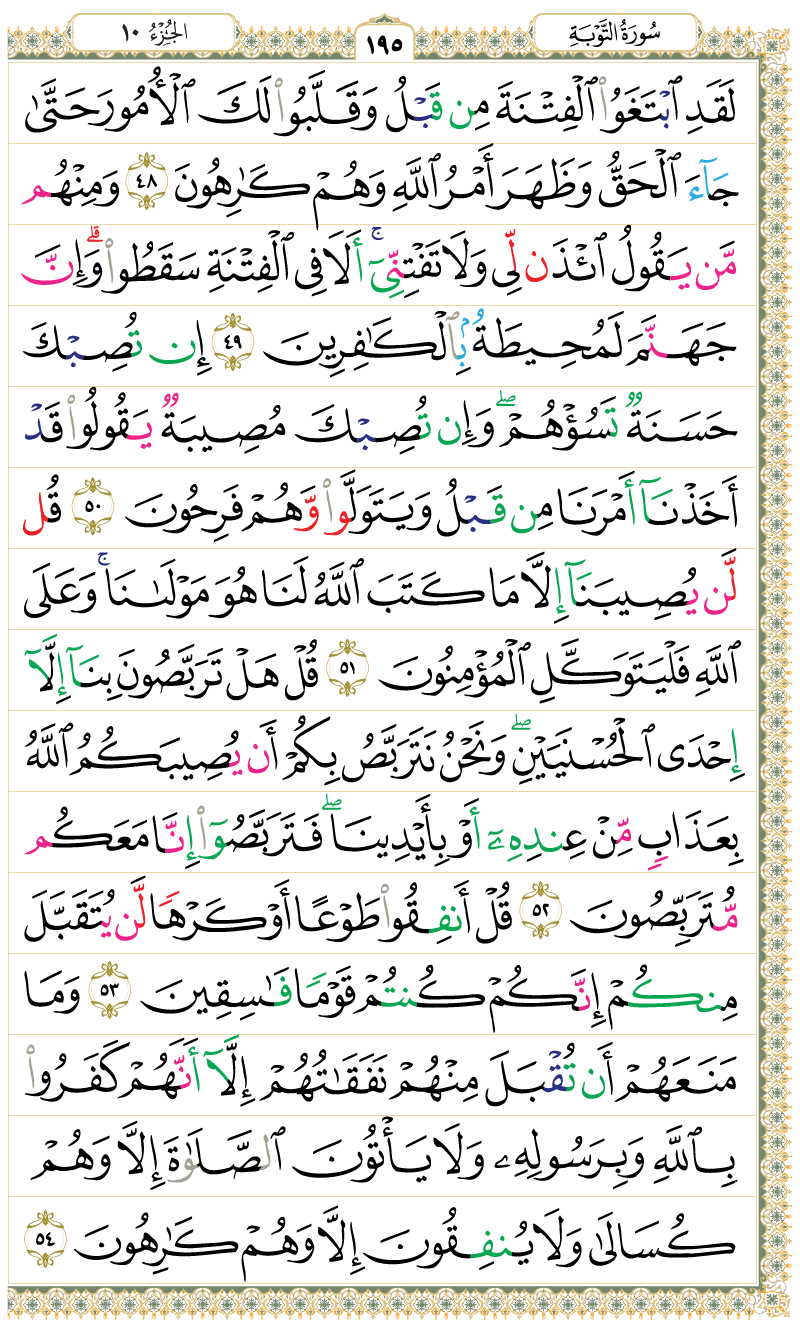 سُورَةُ التَّوْبَةِ
١٩٥
الجُزْءُ ١٠
لَقَدِ ٱبْتَغَوُا۟ ٱلْفِتْنَةَ مِن قَبْلُ وَقَلَّبُوا۟ لَكَ ٱلْأُمُورَ حَتَّىٰ
جَآءَ ٱلْحَقُّ وَظَهَرَ أَمْرُ ٱللَّهِ وَهُمْ كَـٰرِهُونَ ٤٨ وَمِنْهُم
مَّن يَقُولُ ٱئْذَن لِّى وَلَا تَفْتِنِّىٓ ۚ أَلَا فِى ٱلْفِتْنَةِ سَقَطُوا۟ ۗ وَإِنَّ
جَهَنَّمَ لَمُحِيطَةٌۢ بِٱلْكَـٰفِرِينَ ٤٩ إِن تُصِبْكَ
حَسَنَةٌ تَسُؤْهُمْ ۖ وَإِن تُصِبْكَ مُصِيبَةٌ يَقُولُوا۟ قَدْ
أَخَذْنَآ أَمْرَنَا مِن قَبْلُ وَيَتَوَلَّوا۟ وَّهُمْ فَرِحُونَ ٥٠ قُل
لَّن يُصِيبَنَآ إِلَّا مَا كَتَبَ ٱللَّهُ لَنَا هُوَ مَوْلَىٰنَا ۚ وَعَلَى
ٱللَّهِ فَلْيَتَوَكَّلِ ٱلْمُؤْمِنُونَ ٥١ قُلْ هَلْ تَرَبَّصُونَ بِنَآ إِلَّآ
إِحْدَى ٱلْحُسْنَيَيْنِ ۖ وَنَحْنُ نَتَرَبَّصُ بِكُمْ أَن يُصِيبَكُمُ ٱللَّهُ
بِعَذَابٍ مِّنْ عِندِهِۦٓ أَوْ بِأَيْدِينَا ۖ فَتَرَبَّصُوٓا۟ إِنَّا مَعَكُم
مُّتَرَبِّصُونَ ٥٢ قُلْ أَنفِقُوا۟ طَوْعًا أَوْ كَرْهًا لَّن يُتَقَبَّلَ
مِنكُمْ إِنَّكُمْ كُنتُمْ قَوْمًا فَـٰسِقِينَ ٥٣ وَمَا
مَنَعَهُمْ أَن تُقْبَلَ مِنْهُمْ نَفَقَـٰتُهُمْ إِلَّآ أَنَّهُمْ كَفَرُوا۟
بِٱللَّهِ وَبِرَسُولِهِۦ وَلَا يَأْتُونَ ٱلصَّلَوٰةَ إِلَّا وَهُمْ
كُسَالَىٰ وَلَا يُنفِقُونَ إِلَّا وَهُمْ كَـٰرِهُونَ ٥٤